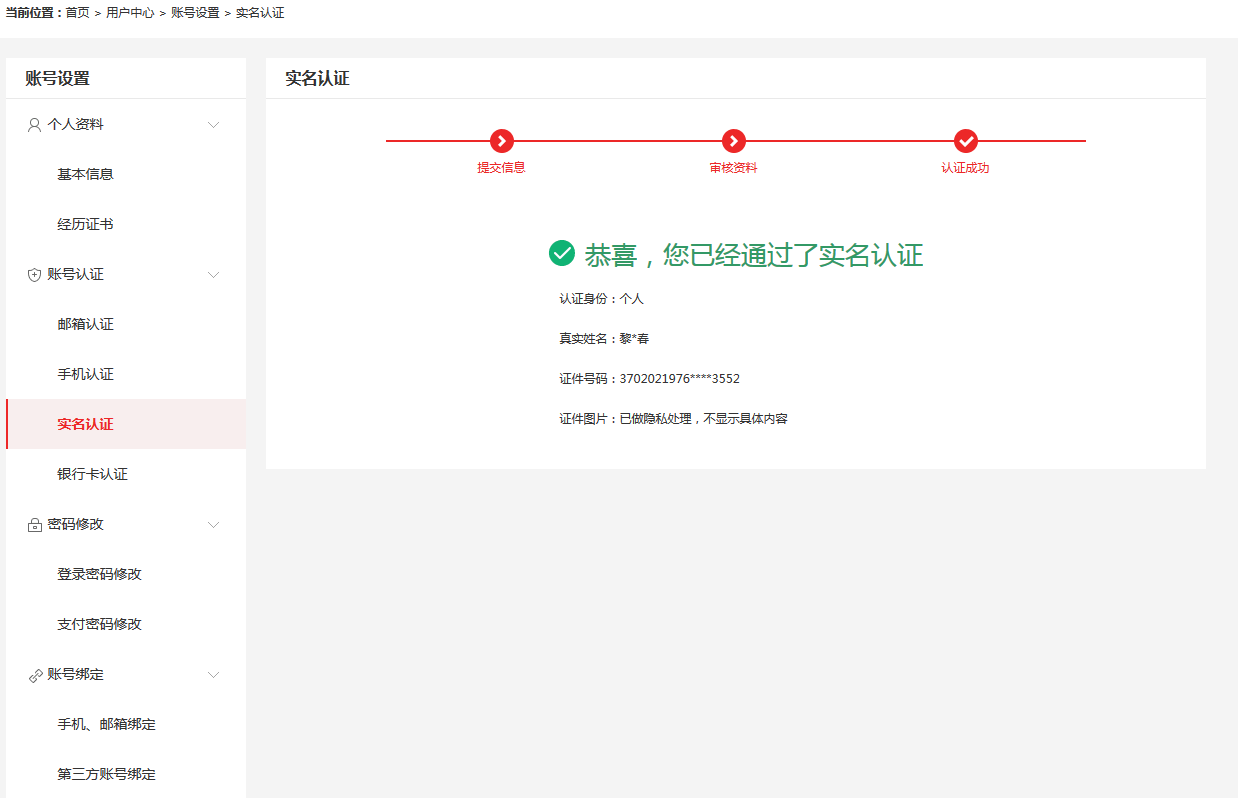 当前位置：首页 > 用户中心 > 账号设置 > 实名认证
账号设置
个人资料
基本信息
经历证书
账号认证
邮箱认证
手机认证
实名认证
银行卡认证
密码修改
登录密码修改
支付密码修改
账号绑定
手机、邮箱绑定
第三方账号绑定
实名认证
提交信息
审核资料
认证成功
恭喜，您已经通过了实名认证
认证身份：个人
真实姓名：黎*春
证件号码：3702021976****3552
证件图片：已做隐私处理，不显示具体内容